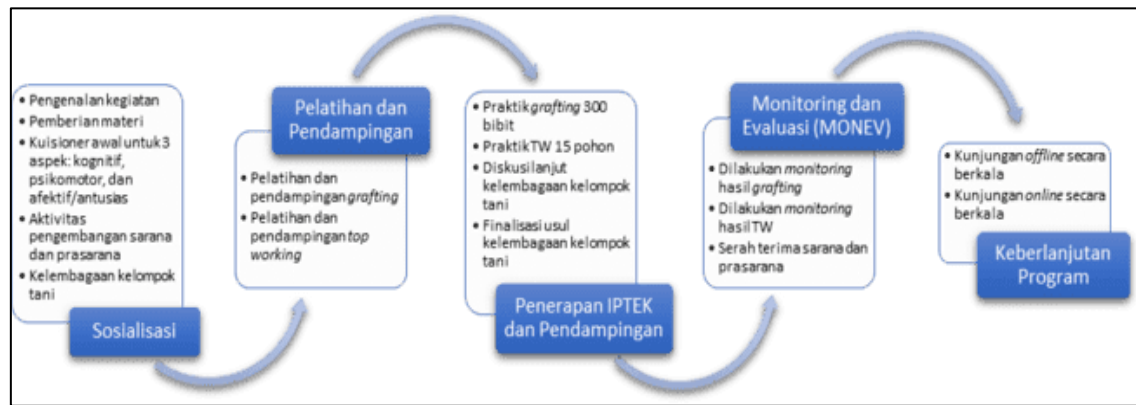 • Pengenalan kegiatan
• Pemberian materi
• Kuisioner awal untuk 3
aspek: kognitif,
psikomotor, dan
afektif/antusias
• Aktivitas
pengembangan sarana
dan prasarana
• Kelembagaan kelompok
tani
Sosialisasi
Pelatihan dan
Pendampingan
• Pelatihan dan
pendampingan grafting
• Pelatihan dan
pendampingan top
working
• Praktik grafting 300
bibit
• Praktik TW 15 pohon
• Diskusi lanjut
kelembagaan kelompok
tani
• Finalisasi usul
kelembagaan kelompok
tani
Penerapan IPTEK
dan Pendampingan
Monitoring dan
Evaluasi (MONEV)
• Dilakukan monitoring
hasil grafting
• Dilakukan monitoring
hasil TW
• Serah terima sarana dan
prasarana
• Kunjungan offline secara
berkala
• Kunjungan online secara
berkala
Keberlanjutan
Program